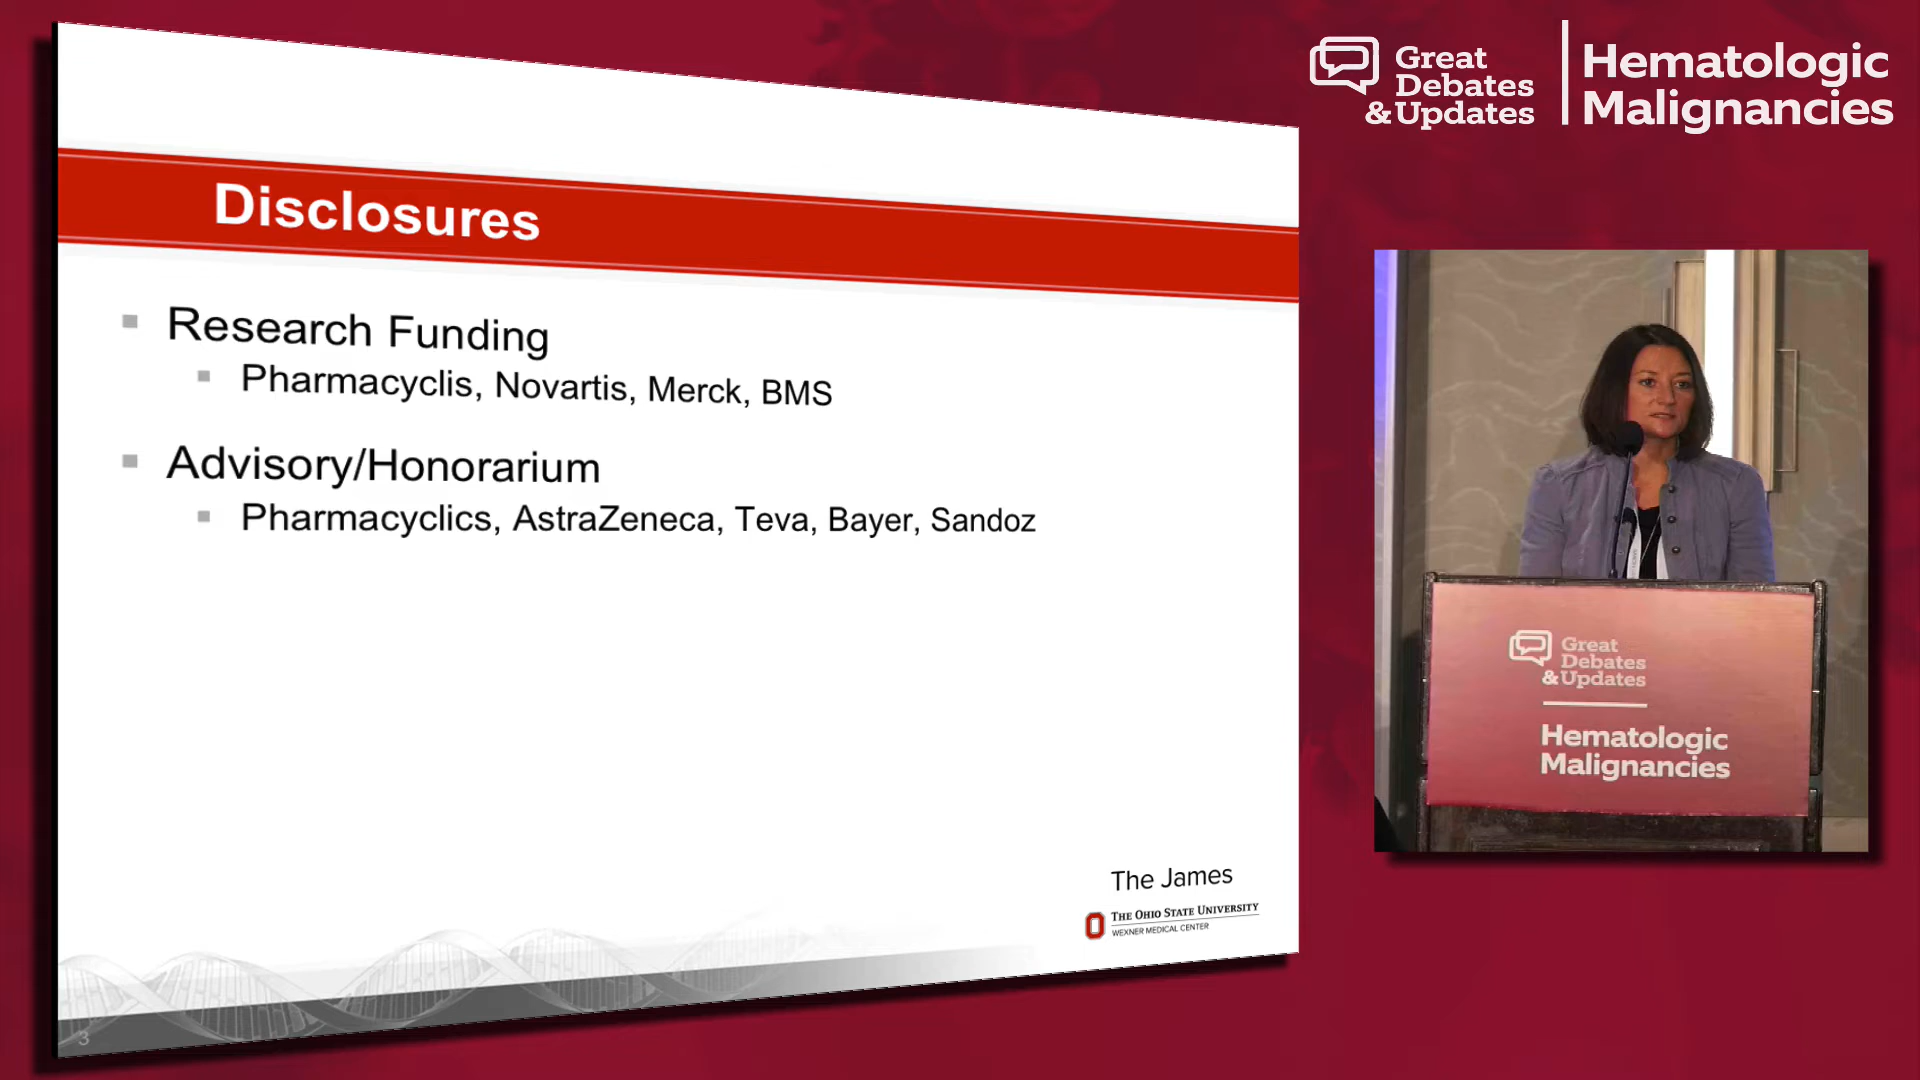 Disclosures
Research Funding
Pharmacyclis, Novartis, Merck, BMS
Advisory/Honorarium
Pharmacyclics, AstraZeneca, Teva, Bayer, Sandoz
The James
THE OHIO STATE UNIVERSITY
WEXNER MEDICAL CENTER
3
Great
Debates
&Updates
Hematologic
Malignancies
Great
Debates
&Updates
Hematologic
Malignancies